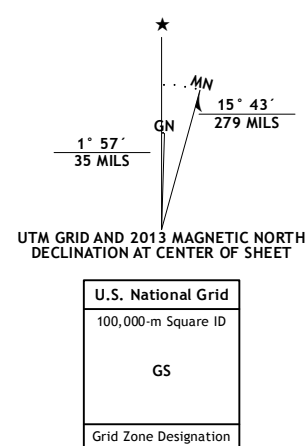 ★
MN
15° 43´
279 MILS
GN
1° 57´
35 MILS
UTM GRID AND 2013 MAGNETIC NORTH
DECLINATION AT CENTER OF SHEET
U.S. National Grid
100,000-m Square ID
GS
Grid Zone Designation